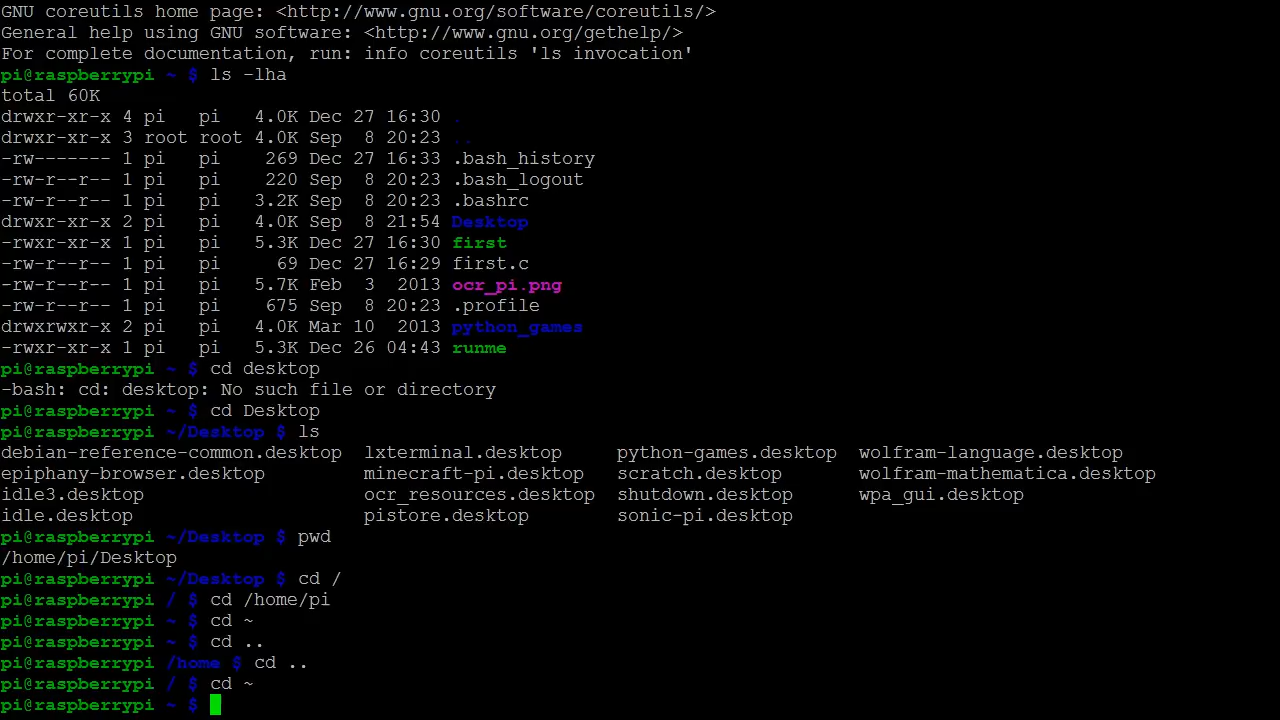 GNU coreutils home page: <http://www.gnu.org/software/coreutils/>
General help using GNU software: <http://www.gnu.org/gethelp/>
For complete documentation, run: info coreutils 'ls invocation'
pi@raspberrypi ~ $ ls -lha
total 60K
drwxr-xr-x 4 pi   pi   4.0K Dec 27 16:30 .
drwxr-xr-x 3 root root 4.0K Sep  8 20:23 ..
-rw------- 1 pi   pi    269 Dec 27 16:33 .bash_history
-rw-r--r-- 1 pi   pi    220 Sep  8 20:23 .bash_logout
-rw-r--r-- 1 pi   pi   3.2K Sep  8 20:23 .bashrc
drwxr-xr-x 2 pi   pi   4.0K Sep  8 21:54 Desktop
-rwxr-xr-x 1 pi   pi   5.3K Dec 27 16:30 first
-rw-r--r-- 1 pi   pi     69 Dec 27 16:29 first.c
-rw-r--r-- 1 pi   pi   5.7K Feb  3  2013 ocr_pi.png
-rw-r--r-- 1 pi   pi    675 Sep  8 20:23 .profile
drwxrwxr-x 2 pi   pi   4.0K Mar 10  2013 python_games
-rwxr-xr-x 1 pi   pi   5.3K Dec 26 04:43 runme
pi@raspberrypi ~ $ cd desktop
-bash: cd: desktop: No such file or directory
pi@raspberrypi ~ $ cd Desktop
pi@raspberrypi ~/Desktop $ ls
debian-reference-common.desktop  lxterminal.desktop     python-games.desktop  wolfram-language.desktop
epiphany-browser.desktop         minecraft-pi.desktop   scratch.desktop       wolfram-mathematica.desktop
idle3.desktop                    ocr_resources.desktop  shutdown.desktop      wpa_gui.desktop
idle.desktop                     pistore.desktop        sonic-pi.desktop
pi@raspberrypi ~/Desktop $ pwd
/home/pi/Desktop
pi@raspberrypi ~/Desktop $ cd /
pi@raspberrypi / $ cd /home/pi
pi@raspberrypi ~ $ cd ~
pi@raspberrypi ~ $ cd ..
pi@raspberrypi /home $ cd ..
pi@raspberrypi / $ cd ~
pi@raspberrypi ~ $